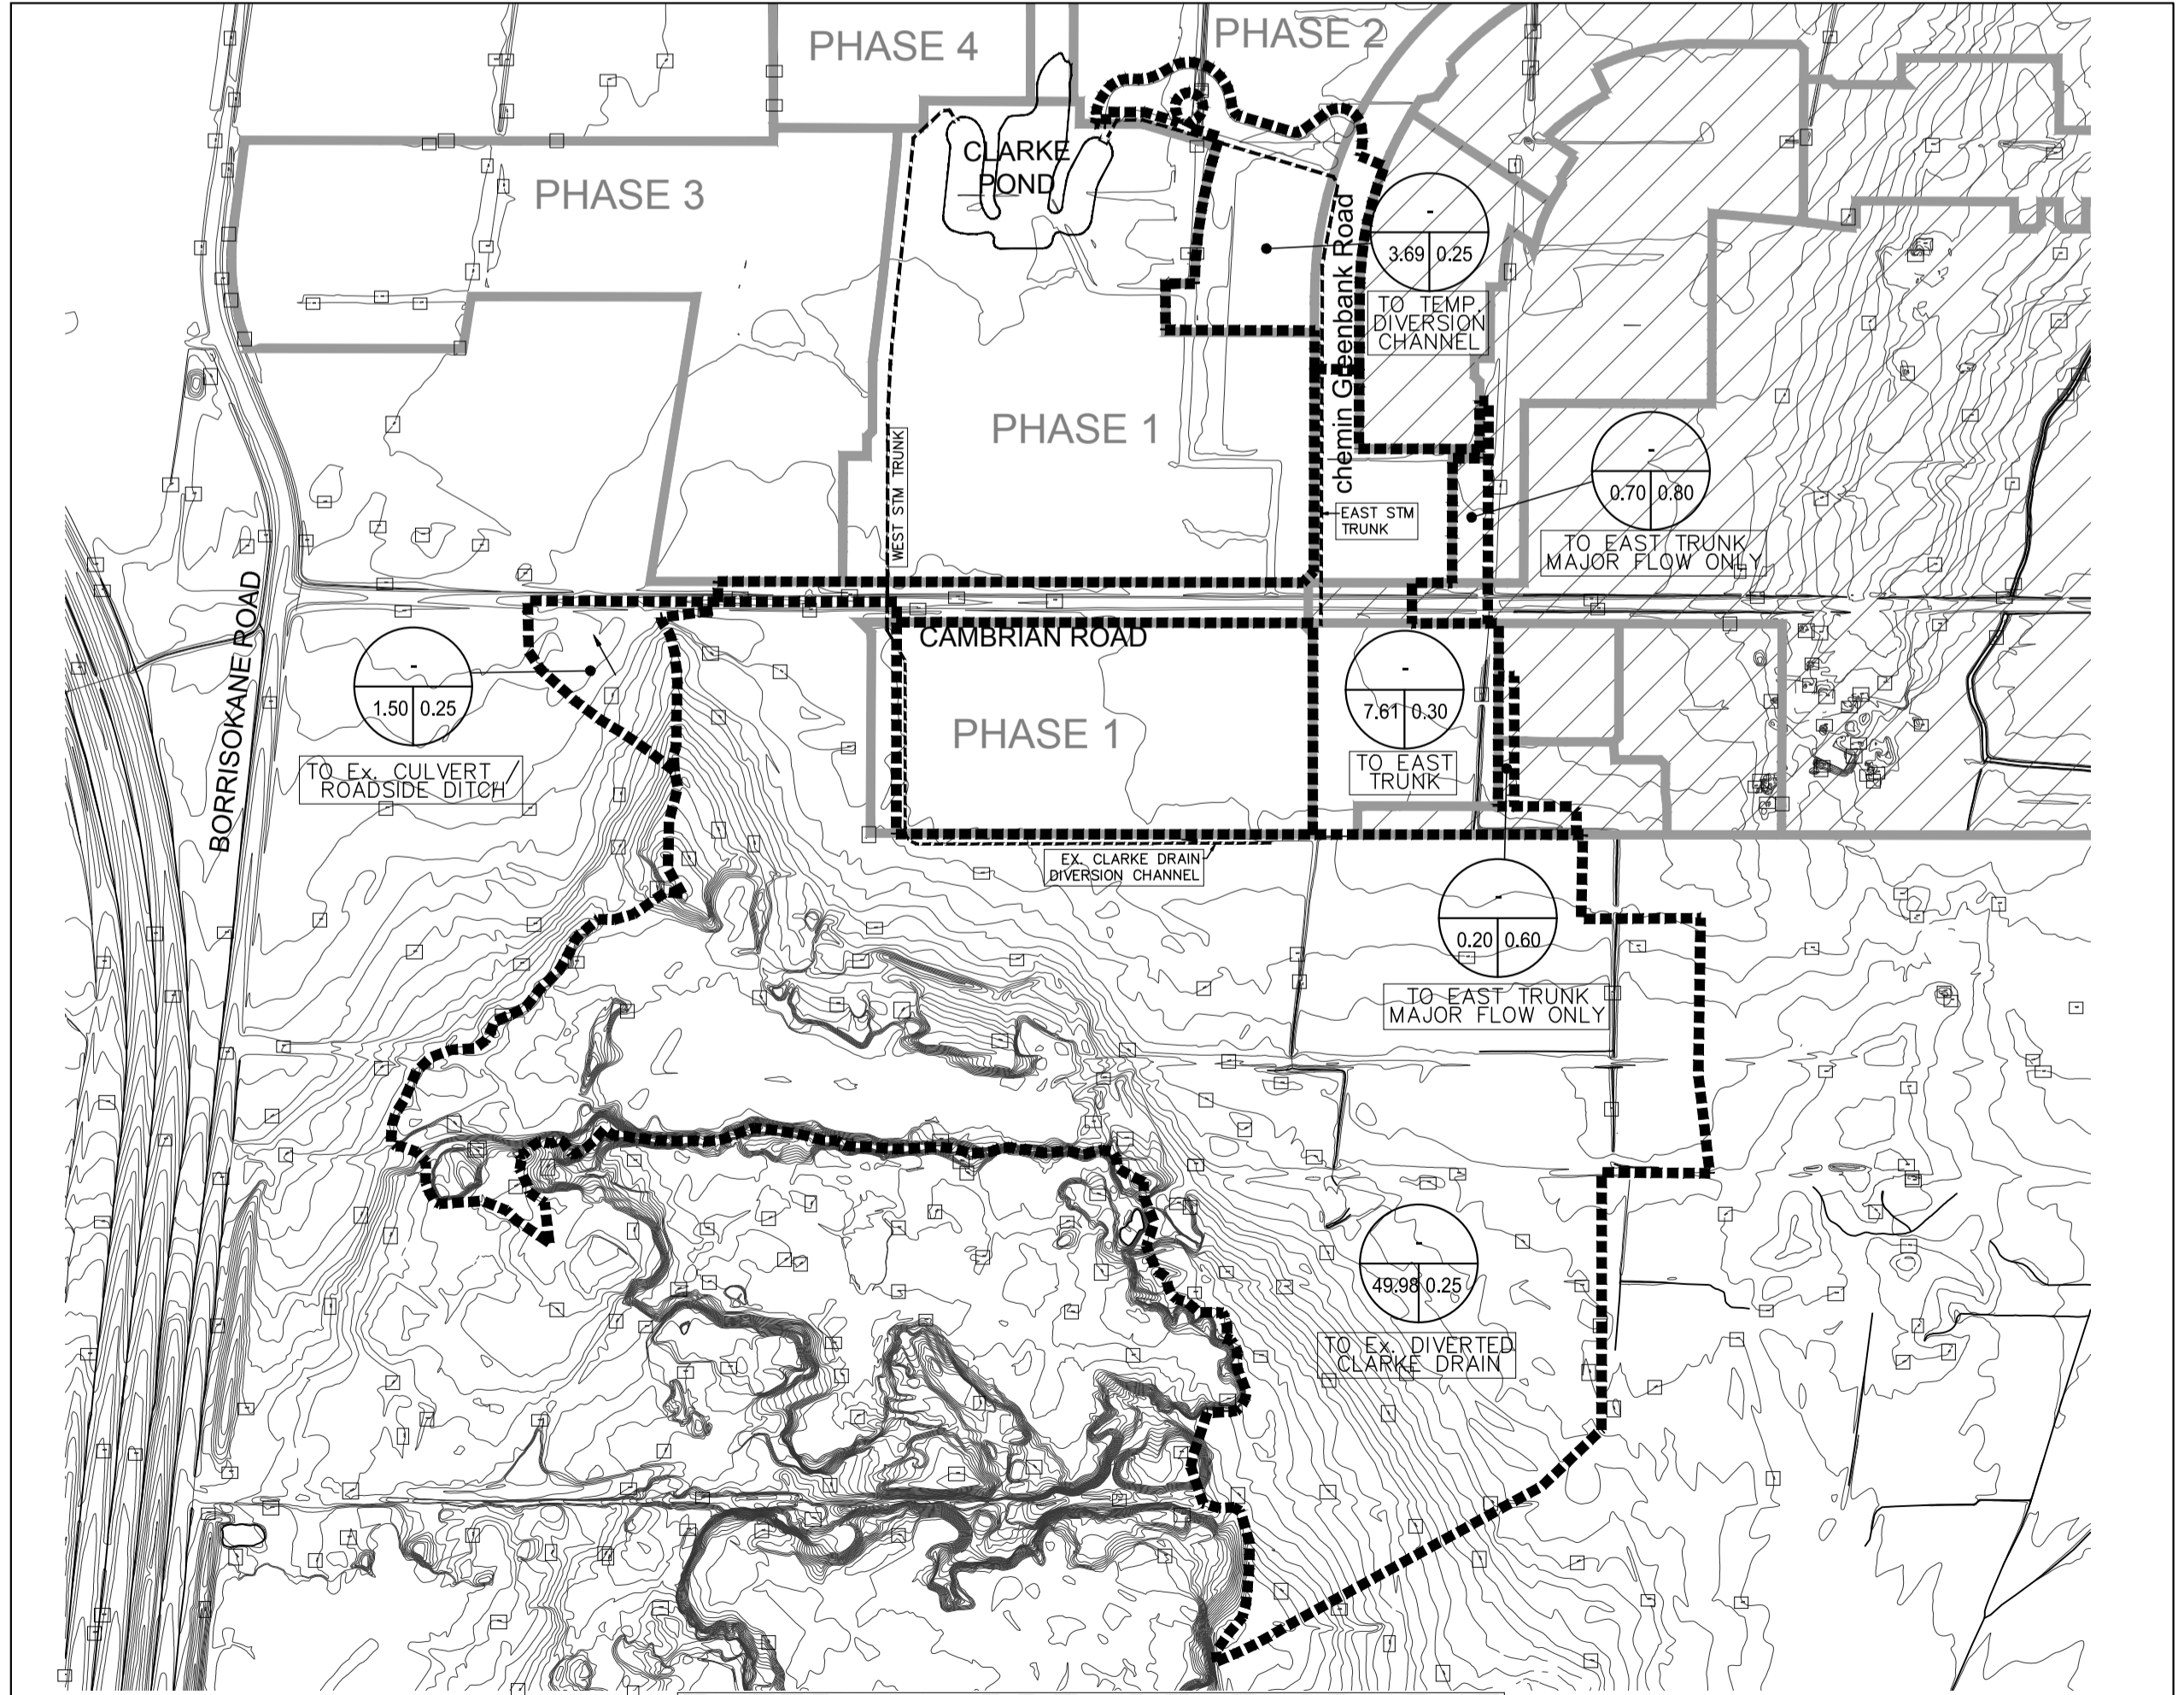 PHASE 4
PHASE 2
CLARKE
POND
PHASE 3
chemin Greenbank Road
-
3.69 0.25
TO TEMP.
DIVERSION
CHANNEL
PHASE 1
WEST STM TRUNK
EAST STM
TRUNK
-
0.70 0.80
TO EAST TRUNK
MAJOR FLOW ONLY
BORRISOKANE ROAD
CAMBRIAN ROAD
-
1.50 0.25
TO Ex. CULVERT /
ROADSIDE DITCH
PHASE 1
-
7.61 0.30
TO EAST
TRUNK
EX. CLARKE DRAIN
DIVERSION CHANNEL
-
0.20 0.60
TO EAST TRUNK
MAJOR FLOW ONLY
-
49.98 0.25
TO Ex. DIVERTED
CLARKE DRAIN